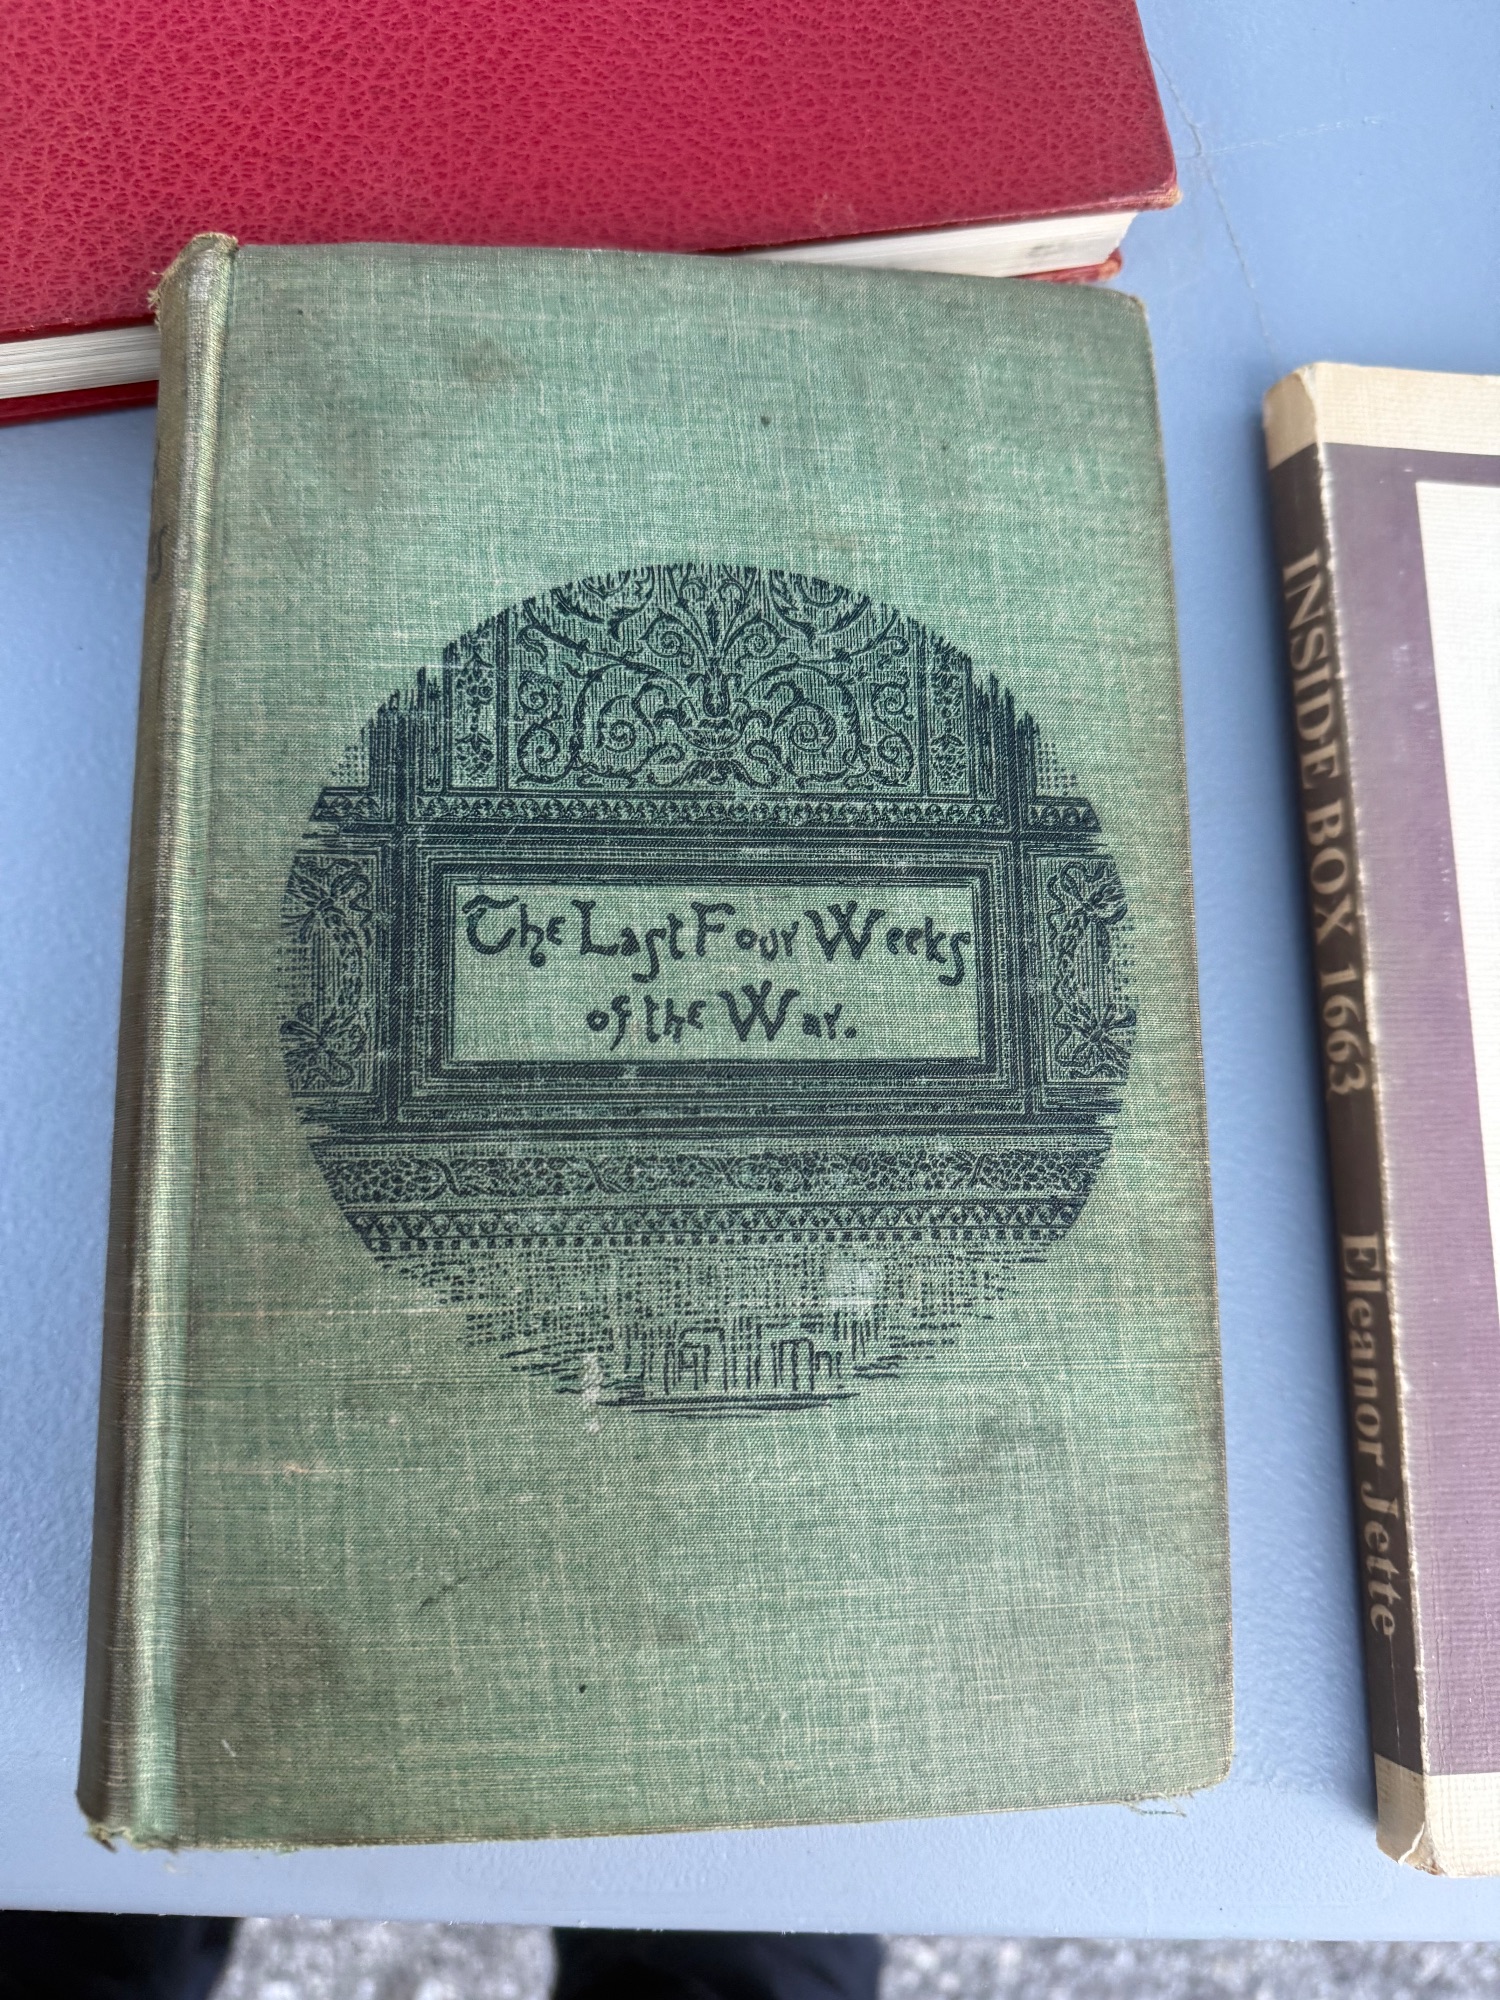 The Last Four Weeks
of the War.
INSIDE BOX 1663 Eleanor Jette